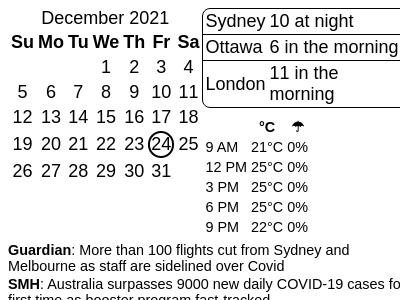 December 2021
Su Mo Tu We Th Fr Sa
1 2 3 4
5 6 7 8 9 10 11
12 13 14 15 16 17 18
19 20 21 22 23 24 25
26 27 28 29 30 31
Sydney 10 at night
Ottawa 6 in the morning
London 11 in the
morning
°C ☂
9 AM 21°C 0%
12 PM 25°C 0%
3 PM 25°C 0%
6 PM 25°C 0%
9 PM 22°C 0%
Guardian: More than 100 flights cut from Sydney and
Melbourne as staff are sidelined over Covid
SMH: Australia surpasses 9000 new daily COVID-19 cases fo
first time as booster program fast-tracked